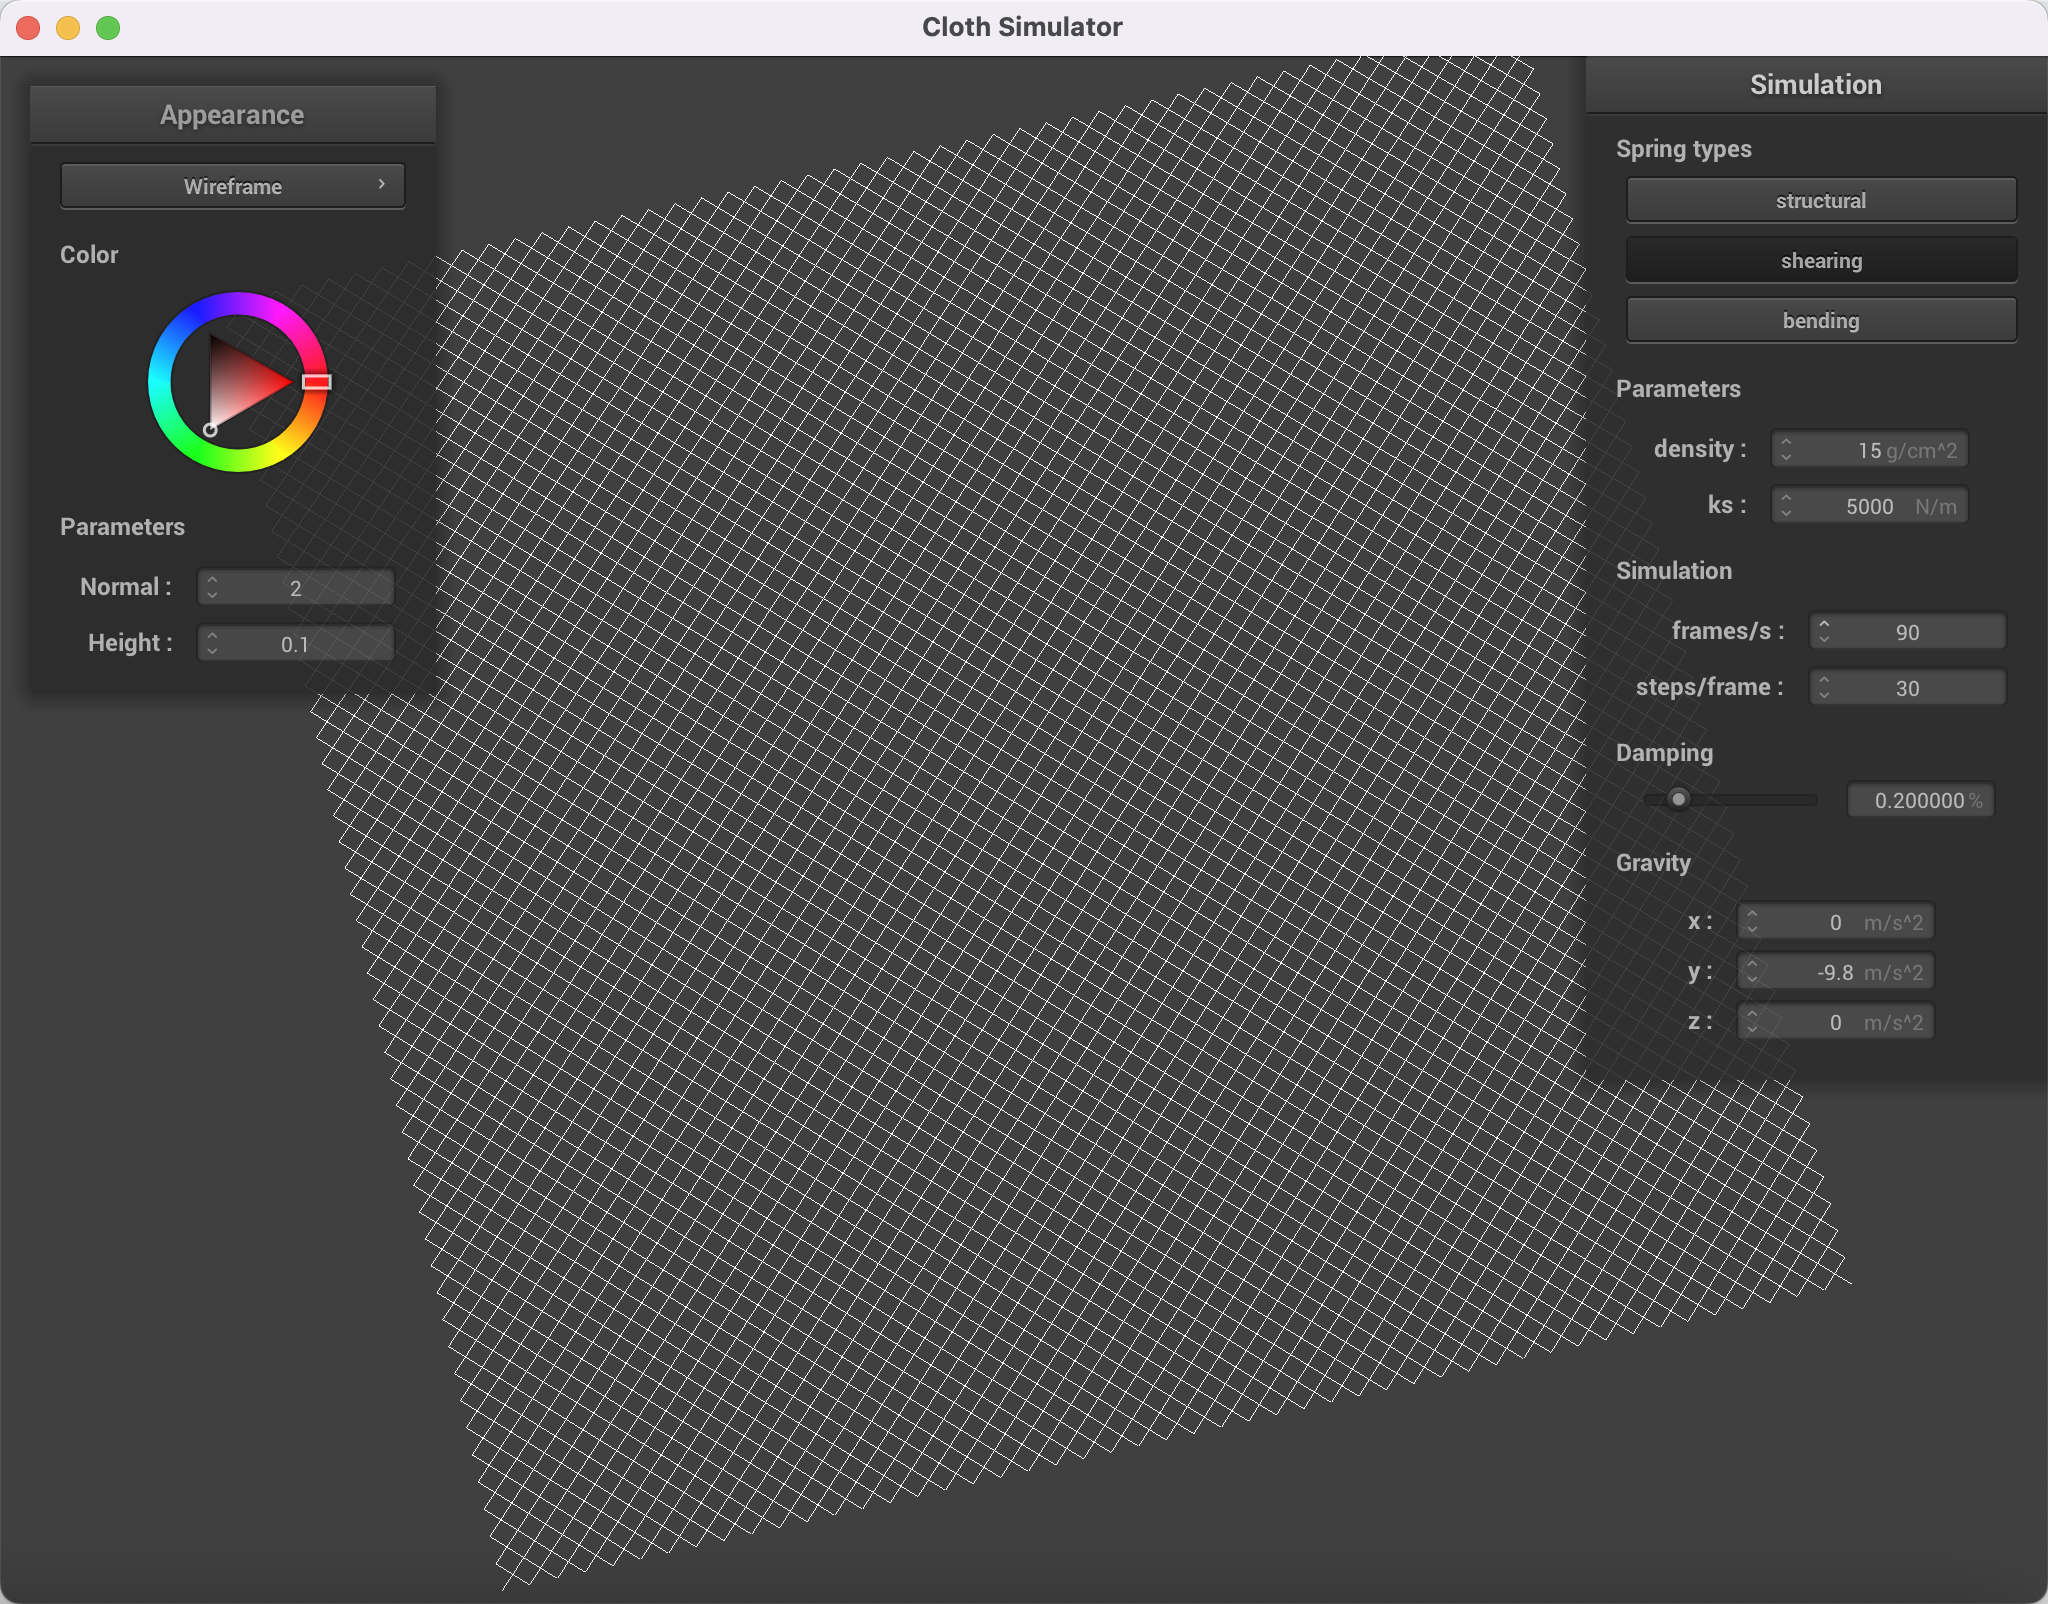 Cloth Simulator
Appearance
Wireframe
Color
Parameters
Normal : 2
Height : 0.1
Simulation
Spring types
structural
shearing
bending
Parameters
density : 15 g/cm^2
ks : 5000 N/m
Simulation
frames/s : 90
steps/frame : 30
Damping
0.200000 %
Gravity
x : 0 m/s^2
y : -9.8 m/s^2
z : 0 m/s^2